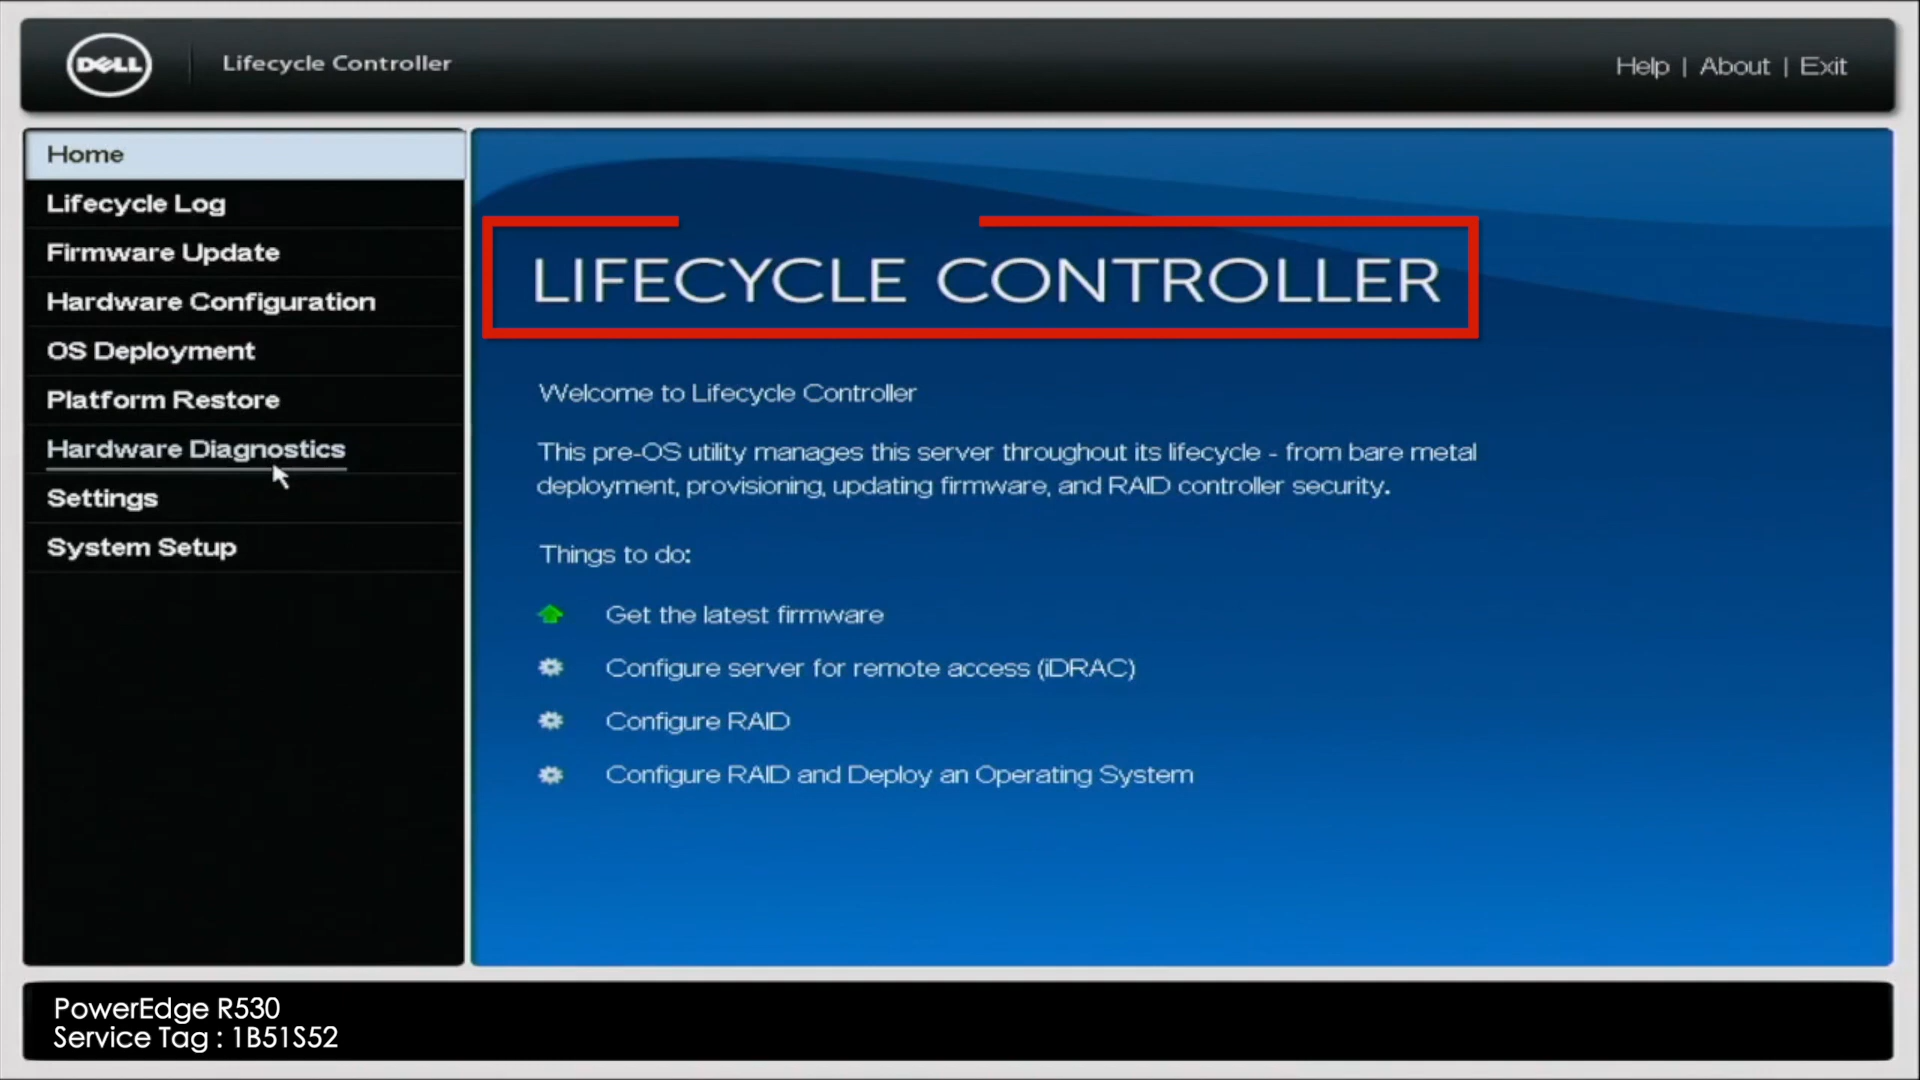 DELL
Lifecycle Controller
Help | About | Exit
Home
Lifecycle Log
Firmware Update
Hardware Configuration
OS Deployment
Platform Restore
Hardware Diagnostics
Settings
System Setup
LIFECYCLE CONTROLLER
Welcome to Lifecycle Controller
This pre-OS utility manages this server throughout its lifecycle - from bare metal
deployment, provisioning, updating firmware, and RAID controller security.
Things to do:
Get the latest firmware
Configure server for remote access (iDRAC)
Configure RAID
Configure RAID and Deploy an Operating System
PowerEdge R530
Service Tag : 1B51S52